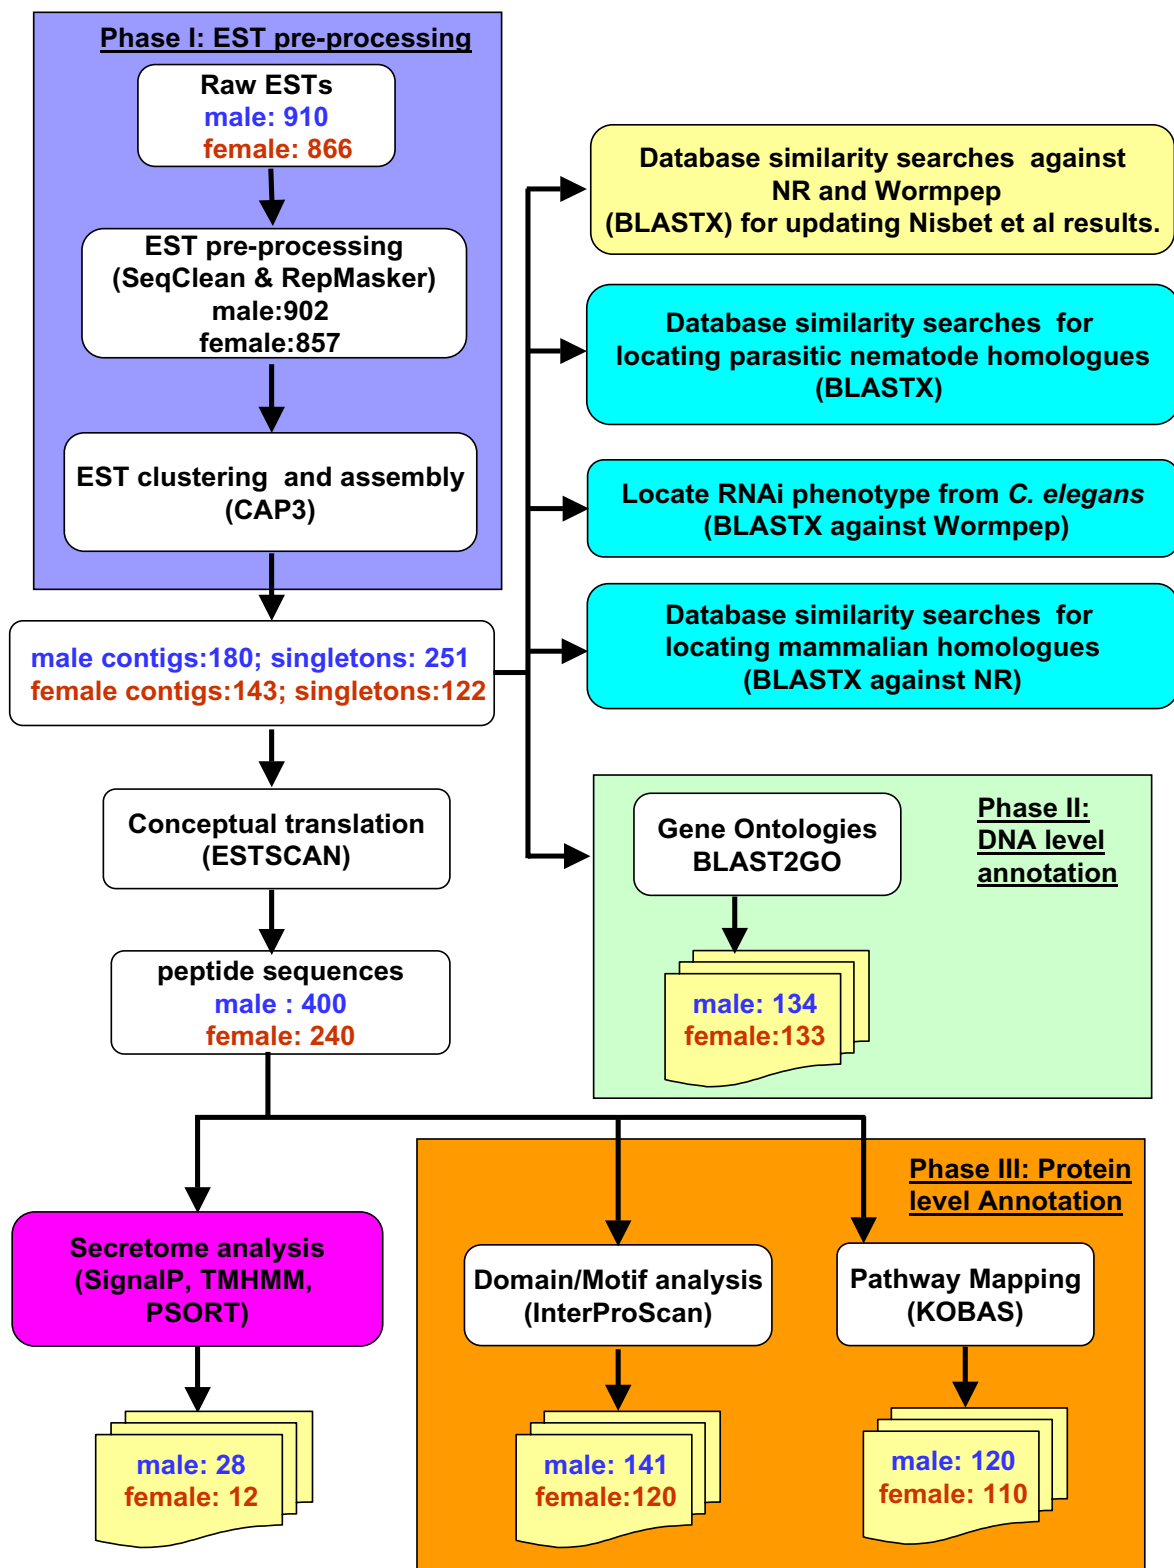 Phase I: EST pre-processing
Raw ESTs
male: 910
female: 866
EST pre-processing
(SeqClean & RepMasker)
male:902
female:857
EST clustering and assembly
(CAP3)
male contigs:180; singletons: 251
female contigs:143; singletons:122
Database similarity searches against
NR and Wormpep
(BLASTX) for updating Nisbet et al results.
Database similarity searches for
locating parasitic nematode homologues
(BLASTX)
Locate RNAi phenotype from C. elegans
(BLASTX against Wormpep)
Database similarity searches for
locating mammalian homologues
(BLASTX against NR)
Conceptual translation
(ESTSCAN)
peptide sequences
male : 400
female: 240
Phase II:
DNA level
annotation
Gene Ontologies
BLAST2GO
male: 134
female:133
Secretome analysis
(SignalP, TMHMM,
PSORT)
male: 28
female: 12
Phase III: Protein
level Annotation
Domain/Motif analysis
(InterProScan)
male: 141
female:120
Pathway Mapping
(KOBAS)
male: 120
female: 110